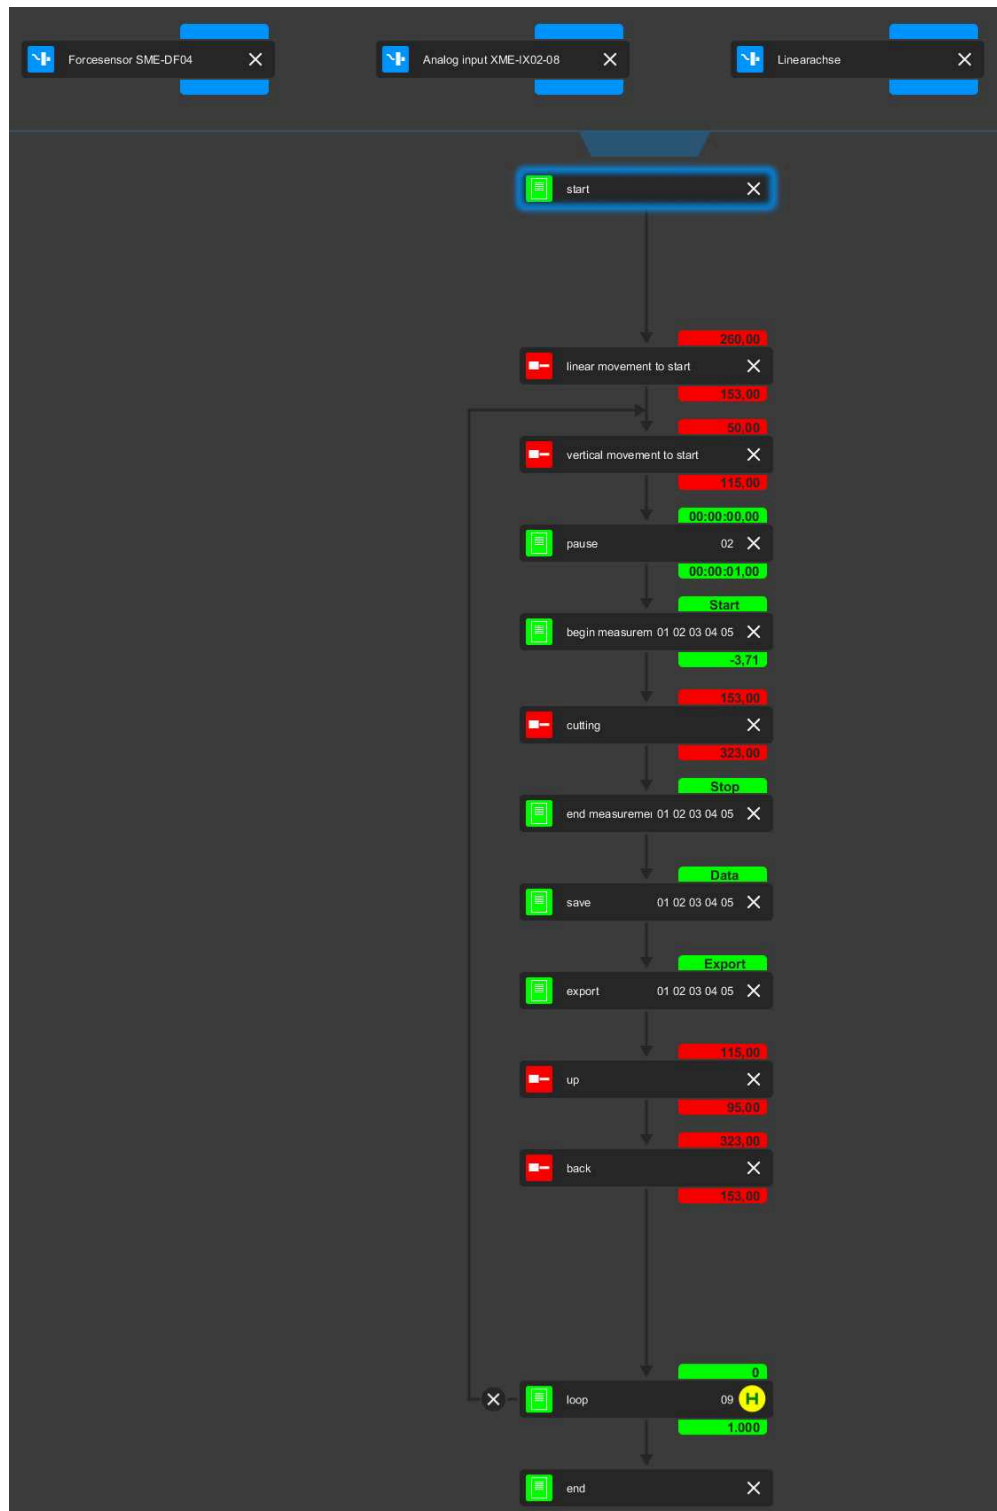 Forcesensor SME-DF04
Analog input XME-IX02-08
Linearachse
start
260,00
linear movement to start
153,00
50,00
vertical movement to start
115,00
00:00:00,00
pause 02
00:00:01,00
Start
begin measurem 01 02 03 04 05
-3,71
153,00
cutting
323,00
Stop
end measuremer 01 02 03 04 05
Data
save 01 02 03 04 05
Export
export 01 02 03 04 05
115,00
up
95,00
323,00
back
153,00
0
loop 09 H
1.000
end